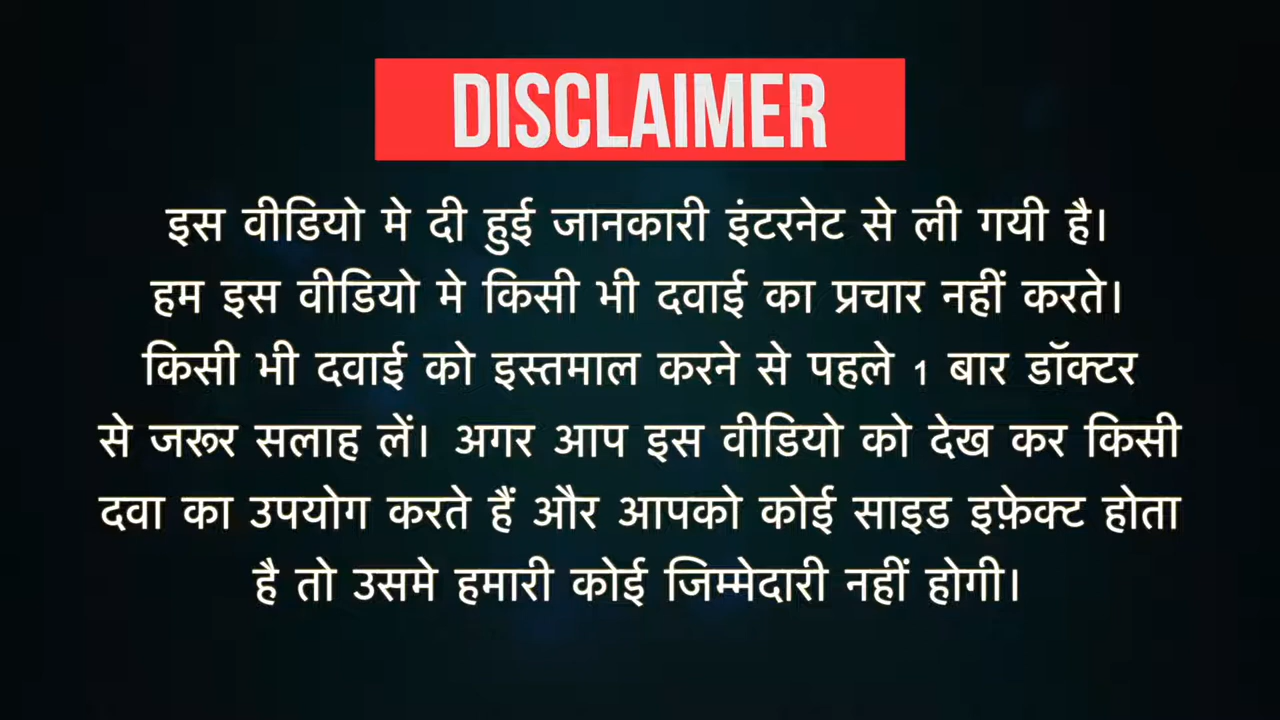 DISCLAIMER
इस वीडियो मे दी हुई जानकारी इंटरनेट से ली गयी है।
हम इस वीडियो मे किसी भी दवाई का प्रचार नहीं करते।
किसी भी दवाई को इस्तमाल करने से पहले 1 बार डॉक्टर
से जरूर सलाह लें। अगर आप इस वीडियो को देख कर किसी
दवा का उपयोग करते हैं और आपको कोई साइड इफ़ेक्ट होता
है तो उसमे हमारी कोई जिम्मेदारी नहीं होगी।